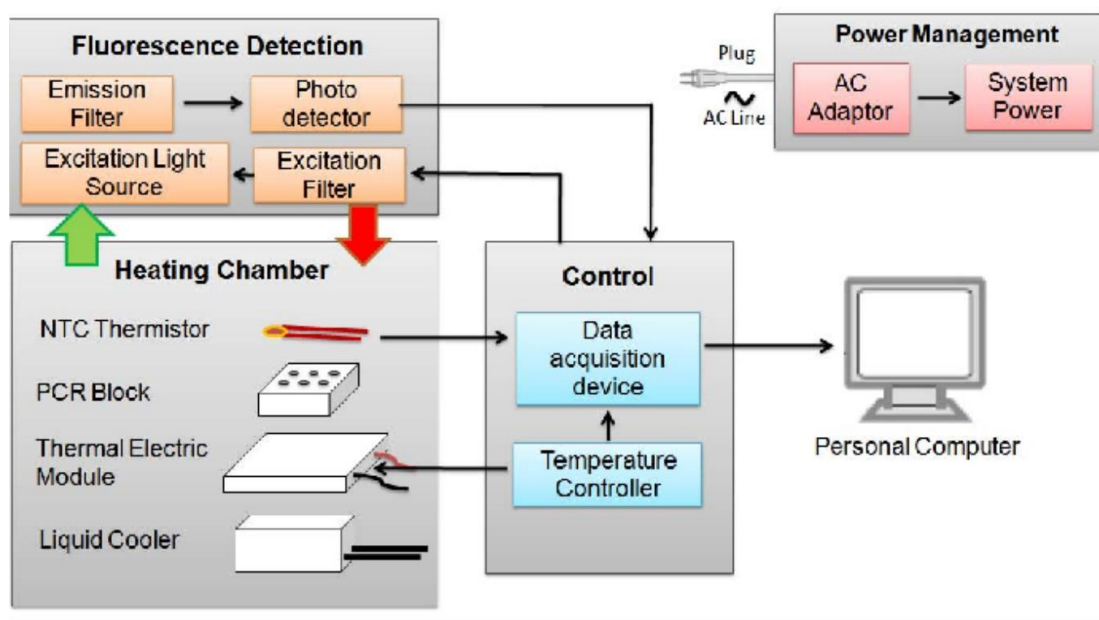 Fluorescence Detection
Emission
Filter
Photo
detector
Excitation Light
Source
Excitation
Filter
Power Management
Plug
AC Line
AC
Adaptor
System
Power
Heating Chamber
NTC Thermistor
PCR Block
Thermal Electric
Module
Liquid Cooler
Control
Data
acquisition
device
Temperature
Controller
Personal Computer